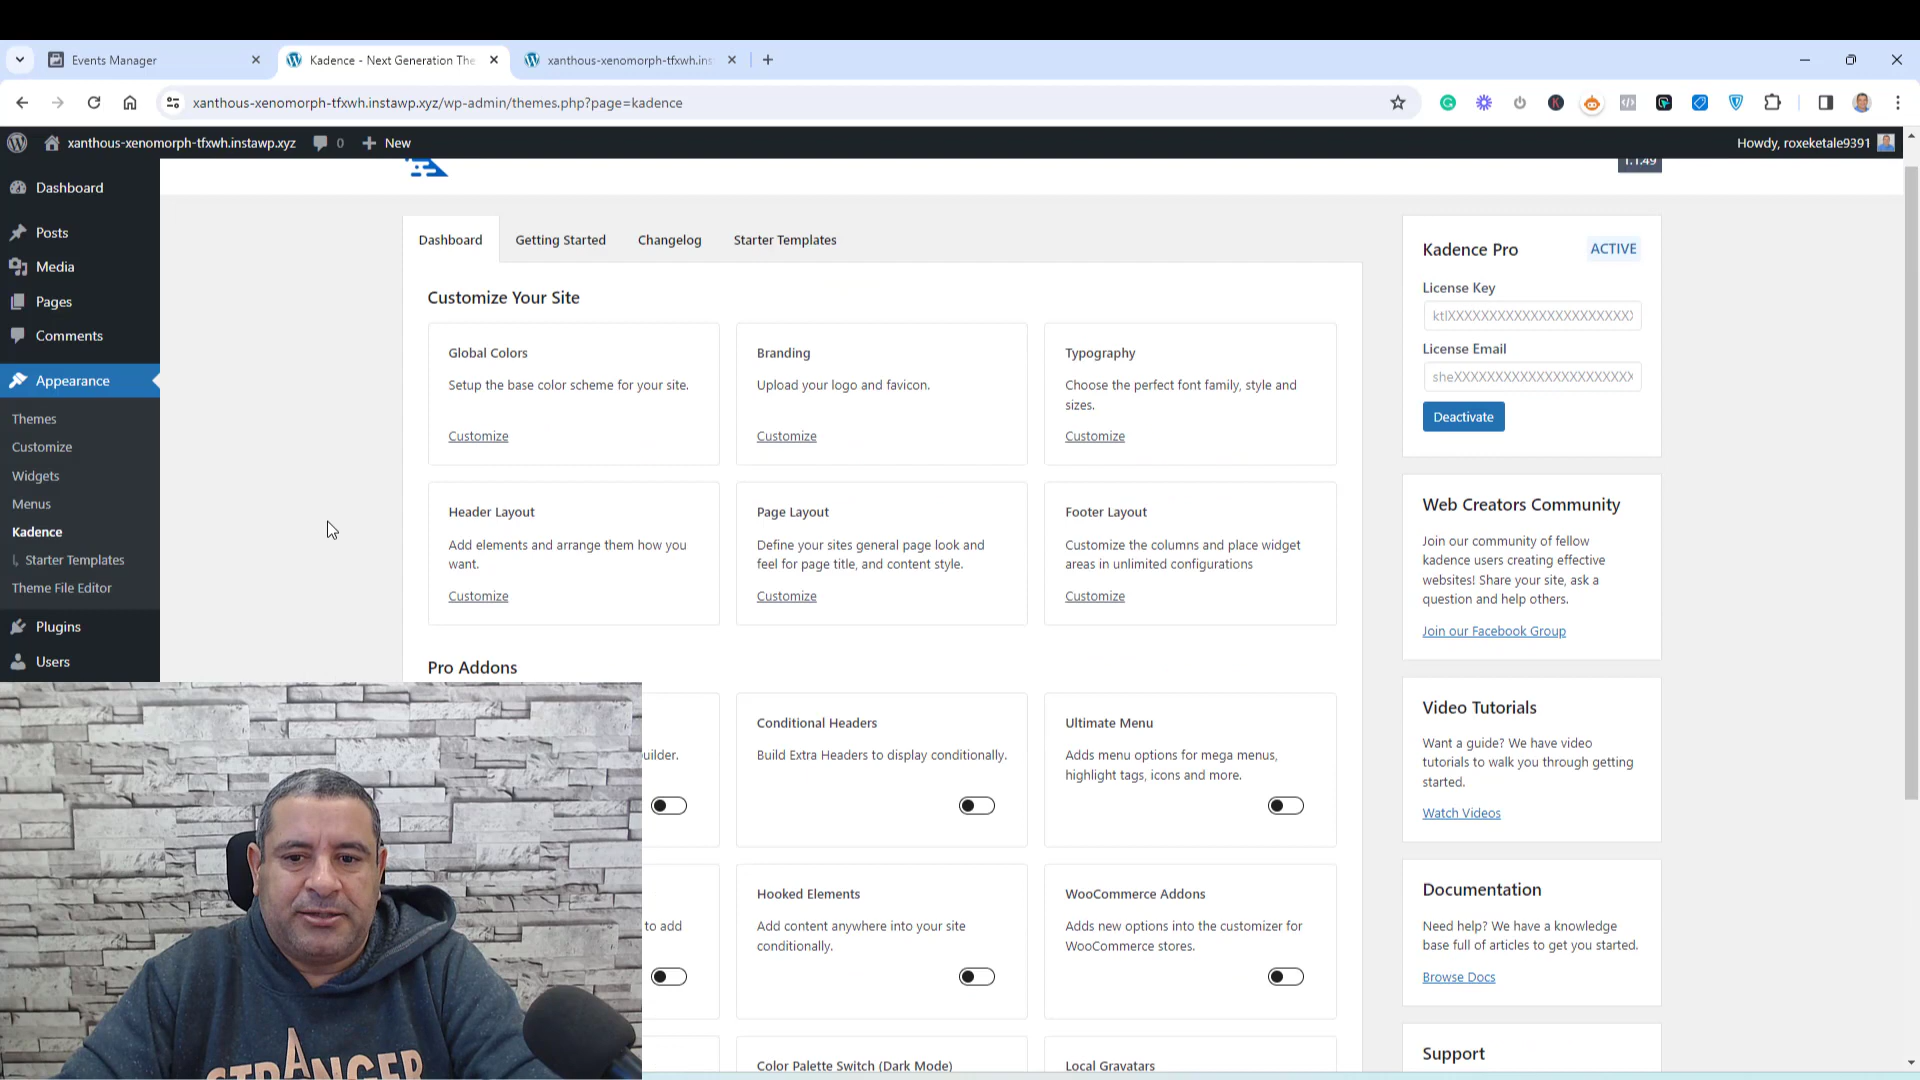 Events Manager
Kadence - Next Generation The
xanthous-xenomorph-tfxwh.ins
xanthous-xenomorph-tfxwh.instawp.xyz/wp-admin/themes.php?page=kadence
xanthous-xenomorph-tfxwh.instawp.xyz
0
New
Howdy, roxeketale9391
Dashboard
Posts
Media
Pages
Comments
Appearance
Themes
Customize
Widgets
Menus
Kadence
Starter Templates
Theme File Editor
Plugins
Users
1.1.49
Dashboard
Getting Started
Changelog
Starter Templates
Customize Your Site
Global Colors
Setup the base color scheme for your site.
Customize
Branding
Upload your logo and favicon.
Customize
Typography
Choose the perfect font family, style and
sizes.
Customize
Header Layout
Add elements and arrange them how you
want.
Customize
Page Layout
Define your sites general page look and
feel for page title, and content style.
Customize
Footer Layout
Customize the columns and place widget
areas in unlimited configurations
Customize
Pro Addons
uilder.
Conditional Headers
Build Extra Headers to display conditionally.
Ultimate Menu
Adds menu options for mega menus,
highlight tags, icons and more.
to add
Hooked Elements
Add content anywhere into your site
conditionally.
WooCommerce Addons
Adds new options into the customizer for
WooCommerce stores.
Color Palette Switch (Dark Mode)
Local Gravatars
Kadence Pro
ACTIVE
License Key
License Email
Deactivate
Web Creators Community
Join our community of fellow
kadence users creating effective
websites! Share your site, ask a
question and help others.
Join our Facebook Group
Video Tutorials
Want a guide? We have video
tutorials to walk you through getting
started.
Watch Videos
Documentation
Need help? We have a knowledge
base full of articles to get you started.
Browse Docs
Support
STRANGER